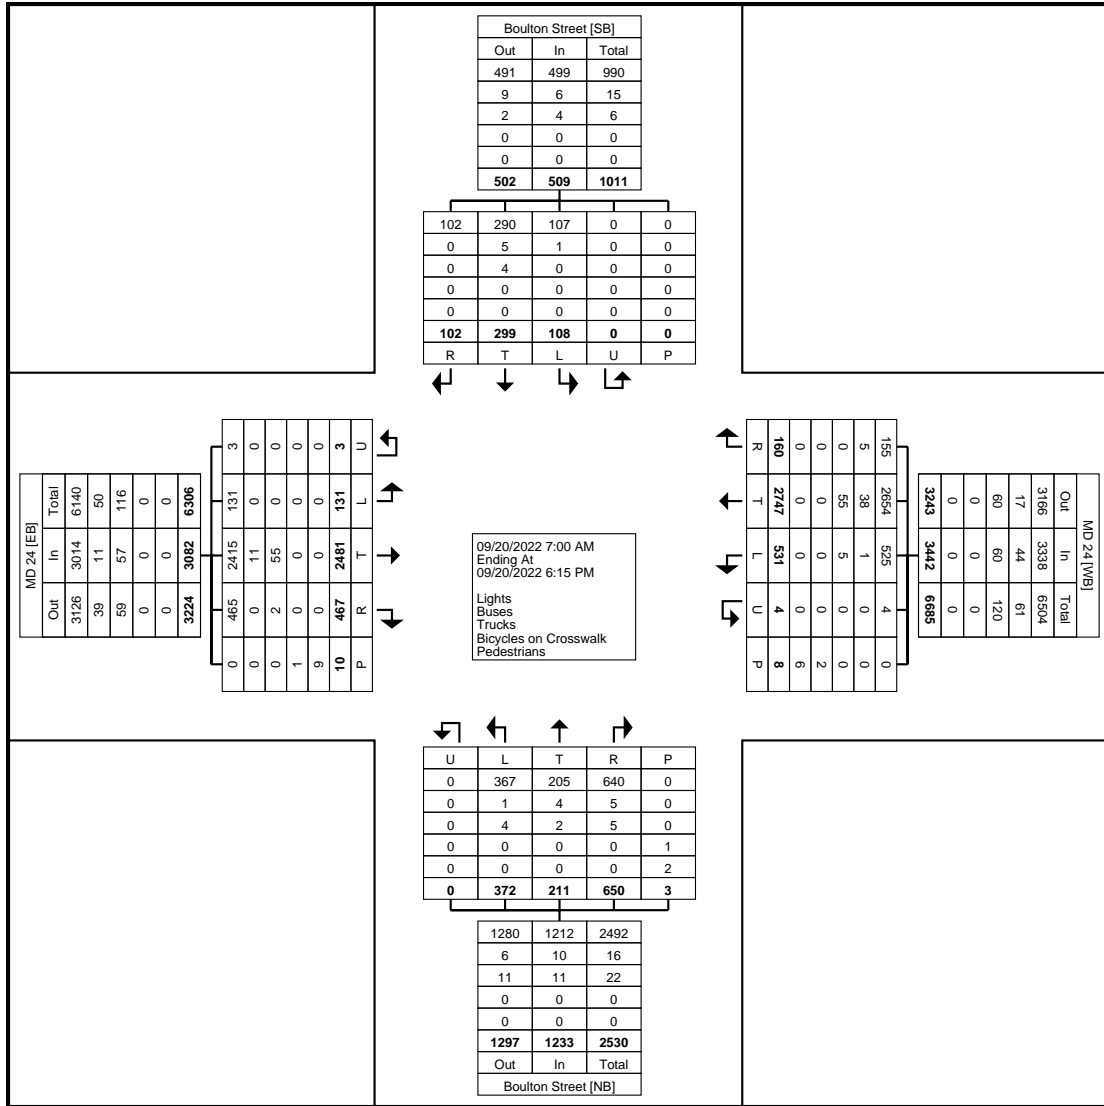 Boulton Street [SB]
Out In Total
491 499 990
9 6 15
2 4 6
0 0 0
0 0 0
502 509 1011
102 290 107 0 0
0 5 1 0 0
0 4 0 0 0
0 0 0 0 0
0 0 0 0 0
102 299 108 0 0
R T L U P
MD 24 [EB]
Total 6140 50 116 0 0 6306
In 3014 11 57 0 0 3082
Out 3126 39 59 0 0 3224
3 0 0 0 0 3 U
131 0 0 0 0 131 L
2415 11 55 0 0 2481 T
465 0 2 0 0 467 R
0 0 0 1 9 10 P
09/20/2022 7:00 AM
Ending At
09/20/2022 6:15 PM
Lights
Buses
Trucks
Bicycles on Crosswalk
Pedestrians
R 160 0 0 0 5 155
T 2747 0 0 55 38 2654
L 531 0 0 5 1 525
U 4 0 0 0 0 4
P 8 6 2 0 0 0
3243 0 0 60 17 3166 Out
3442 0 0 60 44 3338 In
6685 0 0 120 61 6504 Total
MD 24 [WB]
U L T R P
0 367 205 640 0
0 1 4 5 0
0 4 2 5 0
0 0 0 0 1
0 0 0 0 2
0 372 211 650 3
1280 1212 2492
6 10 16
11 11 22
0 0 0
0 0 0
1297 1233 2530
Out In Total
Boulton Street [NB]